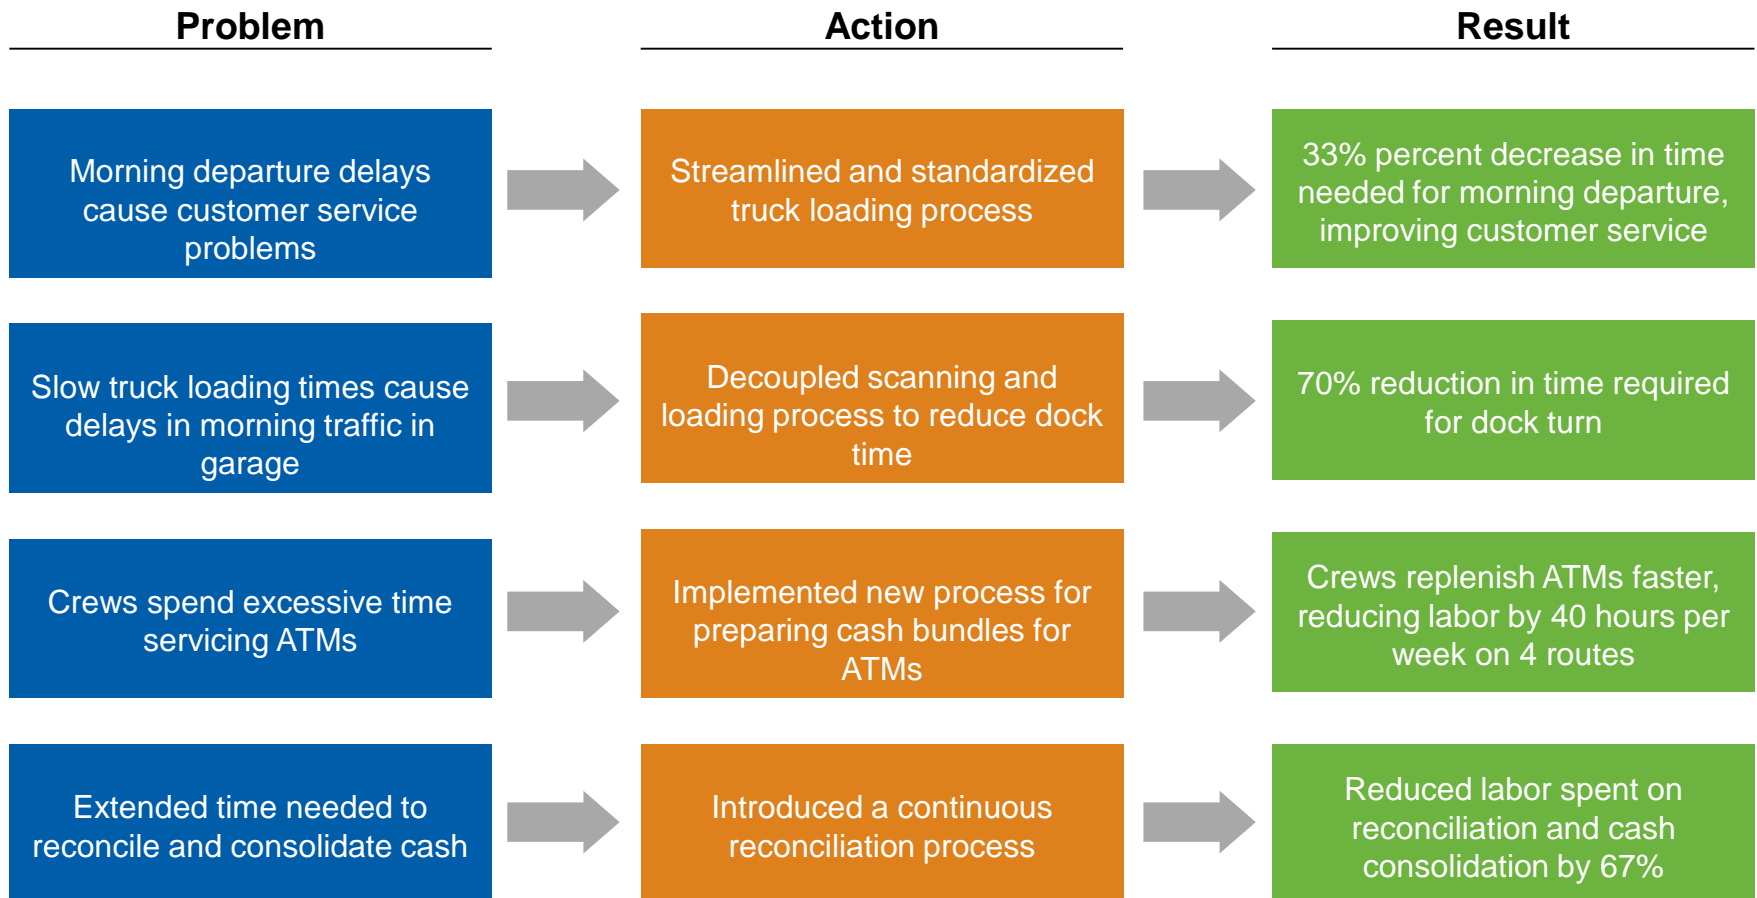 Problem
Action
Result
Morning departure delays
cause customer service
problems
Streamlined and standardized
truck loading process
33% percent decrease in time
needed for morning departure,
improving customer service
Slow truck loading times cause
delays in morning traffic in
garage
Decoupled scanning and
loading process to reduce dock
time
70% reduction in time required
for dock turn
Crews spend excessive time
servicing ATMs
Implemented new process for
preparing cash bundles for
ATMs
Crews replenish ATMs faster,
reducing labor by 40 hours per
week on 4 routes
Extended time needed to
reconcile and consolidate cash
Introduced a continuous
reconciliation process
Reduced labor spent on
reconciliation and cash
consolidation by 67%